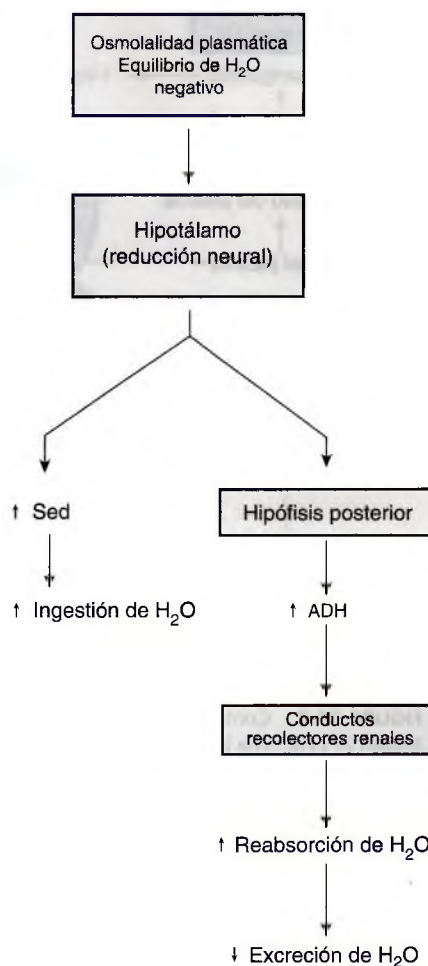 Osmolalidad plasmática
Equilibrio de H₂O
negativo
Hipotálamo
(reducción neural)
↑ Sed
Hipófisis posterior
↑ Ingestión de H₂O
↑ ADH
Conductos
recolectores renales
↑ Reabsorción de H₂O
↓ Excreción de H₂O